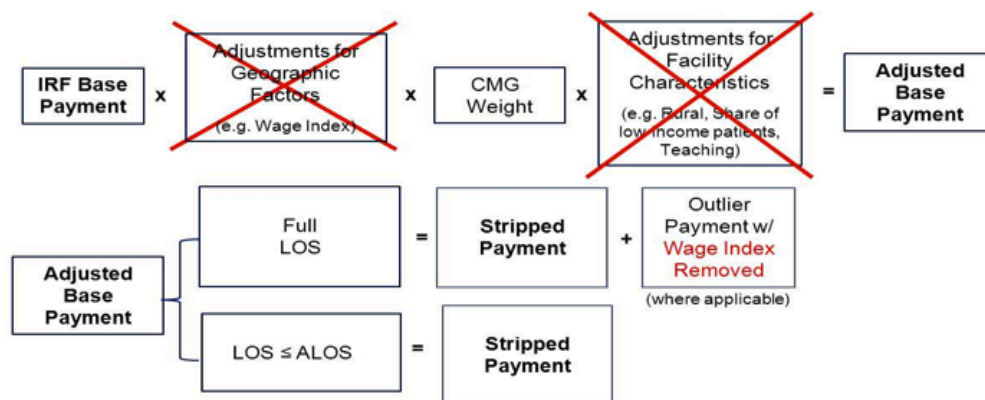 IRF Base
Payment
x
Adjustments for
Geographic
Factors
(e.g. Wage Index)
x
CMG
Weight
x
Adjustments for
Facility
Characteristics
(e.g. Rural, Share of
low income patients,
Teaching)
=
Adjusted
Base
Payment
Adjusted
Base
Payment
Full
LOS
=
Stripped
Payment
+
Outlier
Payment w/
Wage Index
Removed
(where applicable)
LOS ≤ ALOS
=
Stripped
Payment